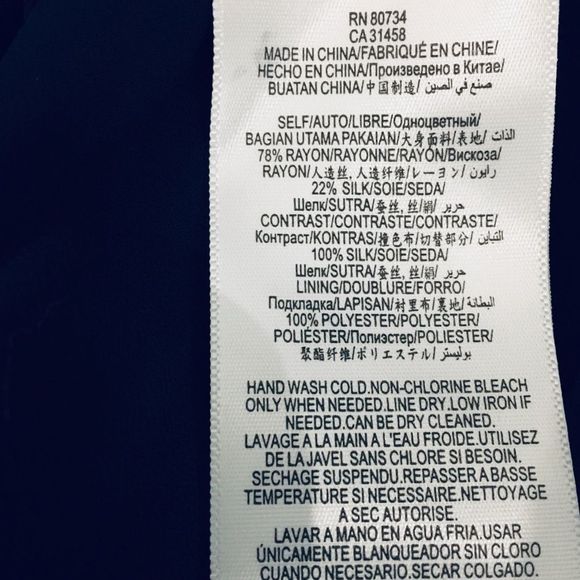 RN 80734
CA 31458
MADE IN CHINA/FABRIQUÉ EN CHINE/
HECHO EN CHINA/Произведено в Китае/
BUATAN CHINA/中国制造/ صنع في الصين/
SELF/AUTO/LIBRE/Одноцветный/
BAGIAN UTAMA PAKAIAN/大身面料/表地/ الذات/
78% RAYON/RAYONNE/RAYÓN/Вискоза/
RAYON/人造丝, 人造纤维/レーヨン/ رايون/
22% SILK/SOIE/SEDA/
Шелк/SUTRA/蚕丝, 丝/絹/ حرير
CONTRAST/CONTRASTE/CONTRASTE/
Контраст/KONTRAS/撞色布/切替部分/ التباين/
100% SILK/SOIE/SEDA/
Шелк/SUTRA/蚕丝, 丝/絹/ حرير
LINING/DOUBLURE/FORRO/
Подкладка/LAPISAN/衬里布/裏地/ البطانة/
100% POLYESTER/POLYESTER/
POLIÉSTER/Полиэстер/POLIESTER/
聚酯纤维/ポリエステル/ بوليستر/
HAND WASH COLD.NON-CHLORINE BLEACH
ONLY WHEN NEEDED.LINE DRY.LOW IRON IF
NEEDED.CAN BE DRY CLEANED.
LAVAGE A LA MAIN A L'EAU FROIDE.UTILISEZ
DE LA JAVEL SANS CHLORE SI BESOIN.
SECHAGE SUSPENDU.REPASSER A BASSE
TEMPERATURE SI NECESSAIRE.NETTOYAGE
A SEC AUTORISE.
LAVAR A MANO EN AGUA FRIA.USAR
ÚNICAMENTE BLANQUEADOR SIN CLORO
CUANDO NECESARIO.SECAR COLGADO.